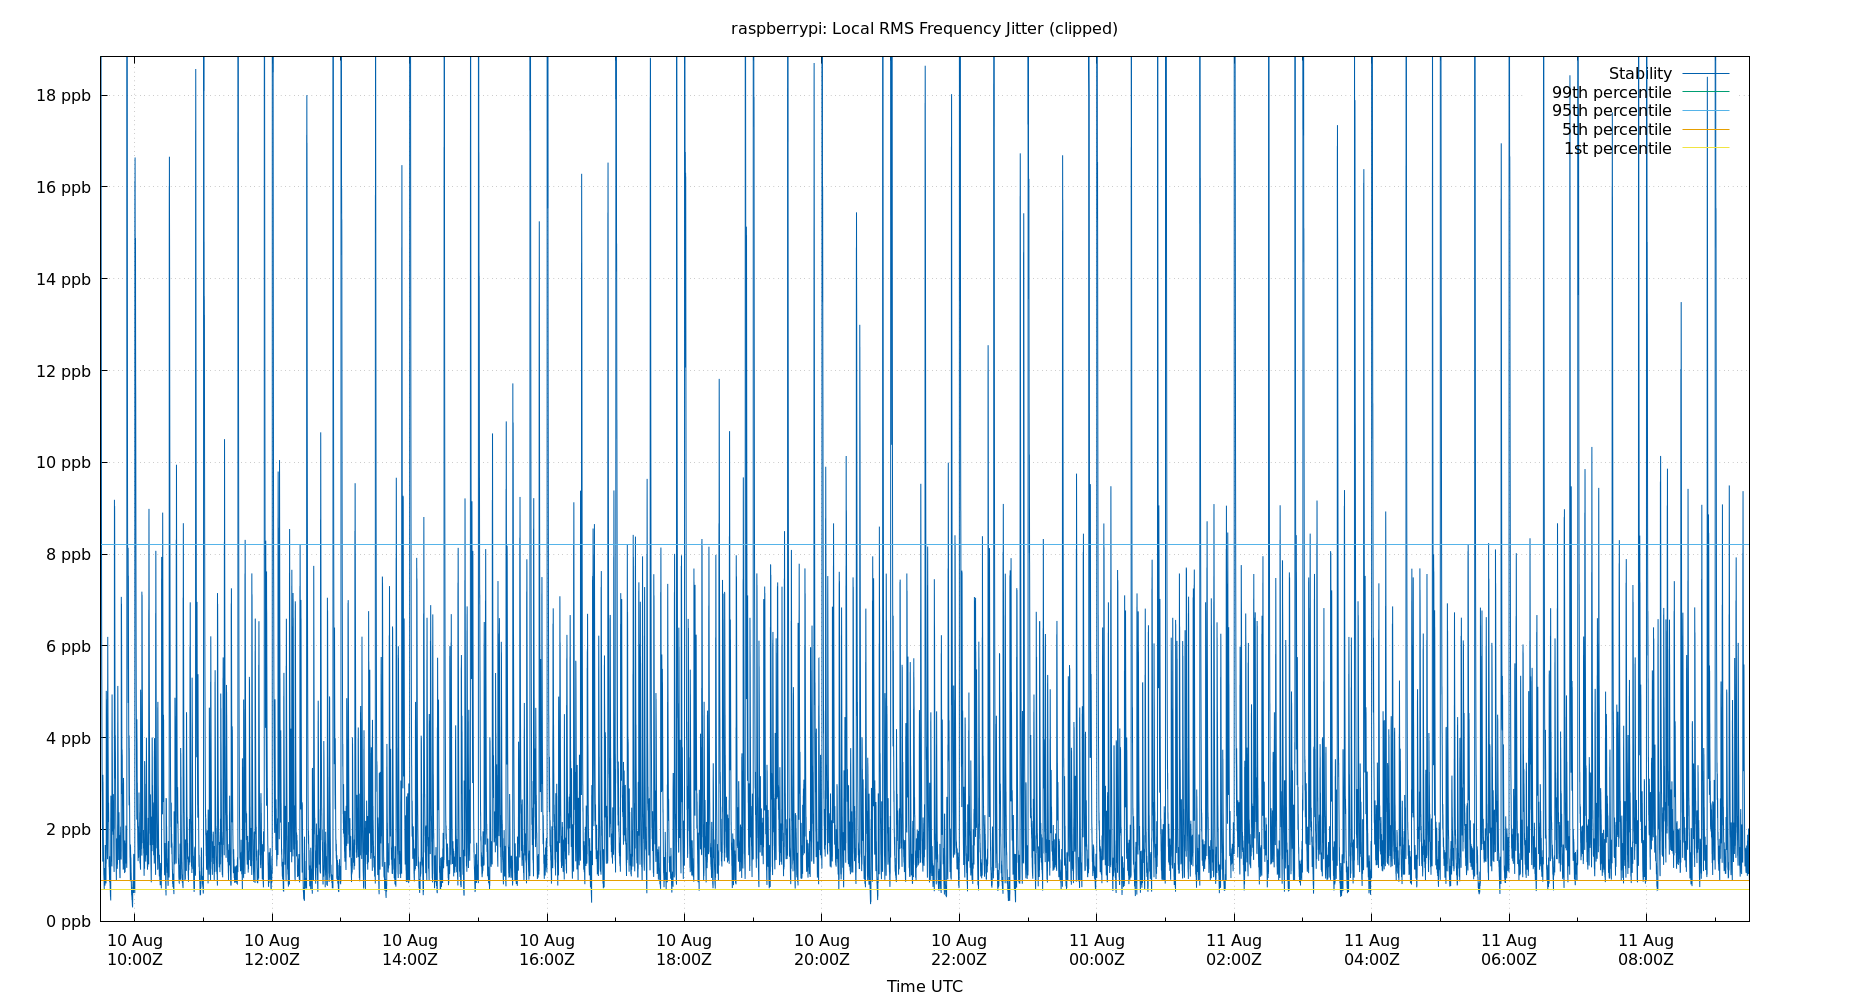 raspberrypi: Local RMS Frequency Jitter (clipped)
Stability
99th percentile
95th percentile
5th percentile
1st percentile
18 ppb
16 ppb
14 ppb
12 ppb
10 ppb
8 ppb
6 ppb
4 ppb
2 ppb
0 ppb
10 Aug 10 Aug 10 Aug 10 Aug 10 Aug 10 Aug 10 Aug 11 Aug 11 Aug 11 Aug 11 Aug 11 Aug
10:00Z 12:00Z 14:00Z 16:00Z 18:00Z 20:00Z 22:00Z 00:00Z 02:00Z 04:00Z 06:00Z 08:00Z
Time UTC